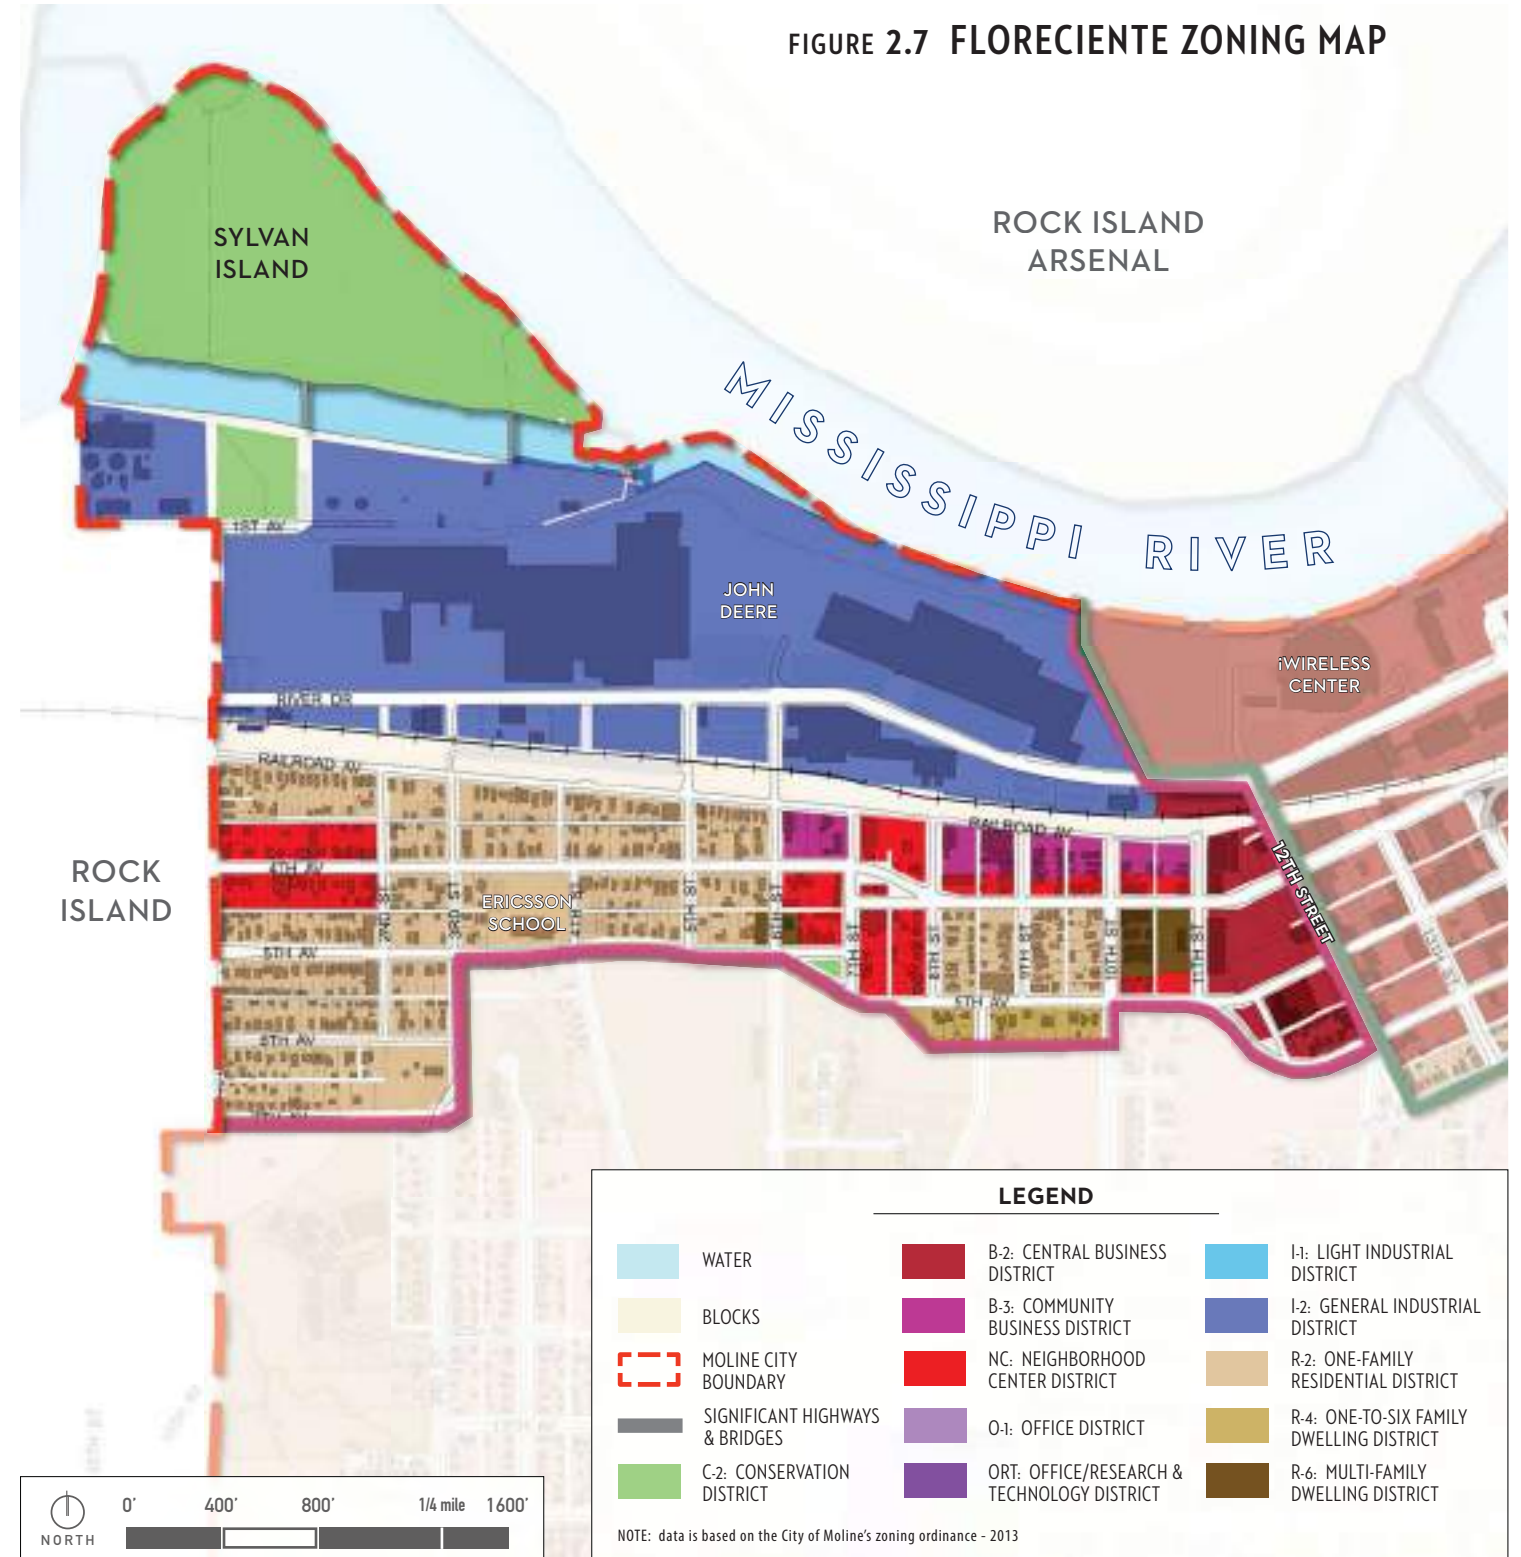 FIGURE 2.7 FLORECIENTE ZONING MAP
SYLVAN
ISLAND
ROCK ISLAND
ARSENAL
MISSISSIPPI RIVER
1ST AV
JOHN
DEERE
iWIRELESS
CENTER
RIVER DR
RAILROAD AV
RAILROAD AV
ROCK
ISLAND
4TH AV
12TH STREET
ERICSSON
SCHOOL
2ND ST
3RD ST
4TH ST
5TH ST
6TH ST
7TH ST
8TH ST
9TH ST
10TH ST
11TH ST
13TH ST
5TH AV
5TH AV
6TH AV
7TH AV
LEGEND
WATER
BLOCKS
MOLINE CITY
BOUNDARY
SIGNIFICANT HIGHWAYS
& BRIDGES
C-2: CONSERVATION
DISTRICT
B-2: CENTRAL BUSINESS
DISTRICT
B-3: COMMUNITY
BUSINESS DISTRICT
NC: NEIGHBORHOOD
CENTER DISTRICT
O-1: OFFICE DISTRICT
ORT: OFFICE/RESEARCH &
TECHNOLOGY DISTRICT
I-1: LIGHT INDUSTRIAL
DISTRICT
I-2: GENERAL INDUSTRIAL
DISTRICT
R-2: ONE-FAMILY
RESIDENTIAL DISTRICT
R-4: ONE-TO-SIX FAMILY
DWELLING DISTRICT
R-6: MULTI-FAMILY
DWELLING DISTRICT
NOTE: data is based on the City of Moline's zoning ordinance - 2013
NORTH
0' 400' 800' 1/4 mile 1600'